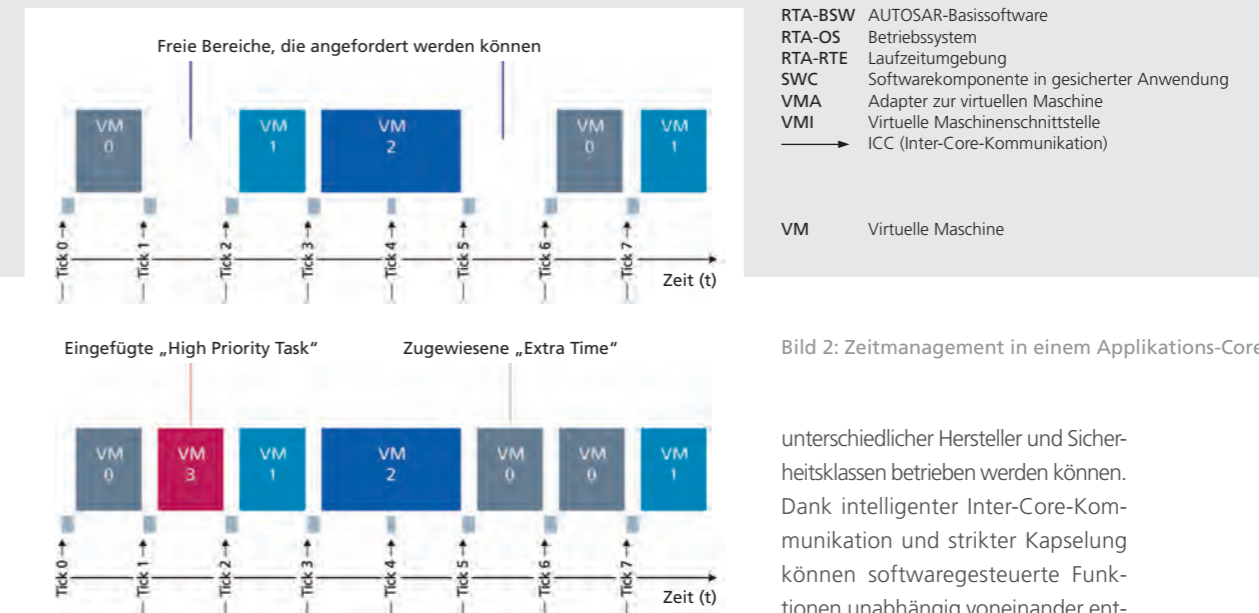 Freie Bereiche, die angefordert werden können
VM
0
VM
1
VM
2
VM
0
VM
1
Tick 0
Tick 1
Tick 2
Tick 3
Tick 4
Tick 5
Tick 6
Tick 7
Zeit (t)
Eingefügte „High Priority Task“
Zugewiesene „Extra Time“
VM
0
VM
3
VM
1
VM
2
VM
0
VM
0
VM
1
Tick 0
Tick 1
Tick 2
Tick 3
Tick 4
Tick 5
Tick 6
Tick 7
Zeit (t)
RTA-BSW AUTOSAR-Basissoftware
RTA-OS Betriebssystem
RTA-RTE Laufzeitumgebung
SWC Softwarekomponente in gesicherter Anwendung
VMA Adapter zur virtuellen Maschine
VMI Virtuelle Maschinenschnittstelle
ICC (Inter-Core-Kommunikation)
VM Virtuelle Maschine
Bild 2: Zeitmanagement in einem Applikations-Core
unterschiedlicher Hersteller und Sicher-
heitsklassen betrieben werden können.
Dank intelligenter Inter-Core-Kom-
munikation und strikter Kapselung
können softwaregesteuerte Funk-
tionen unabhängig voneinander ent-